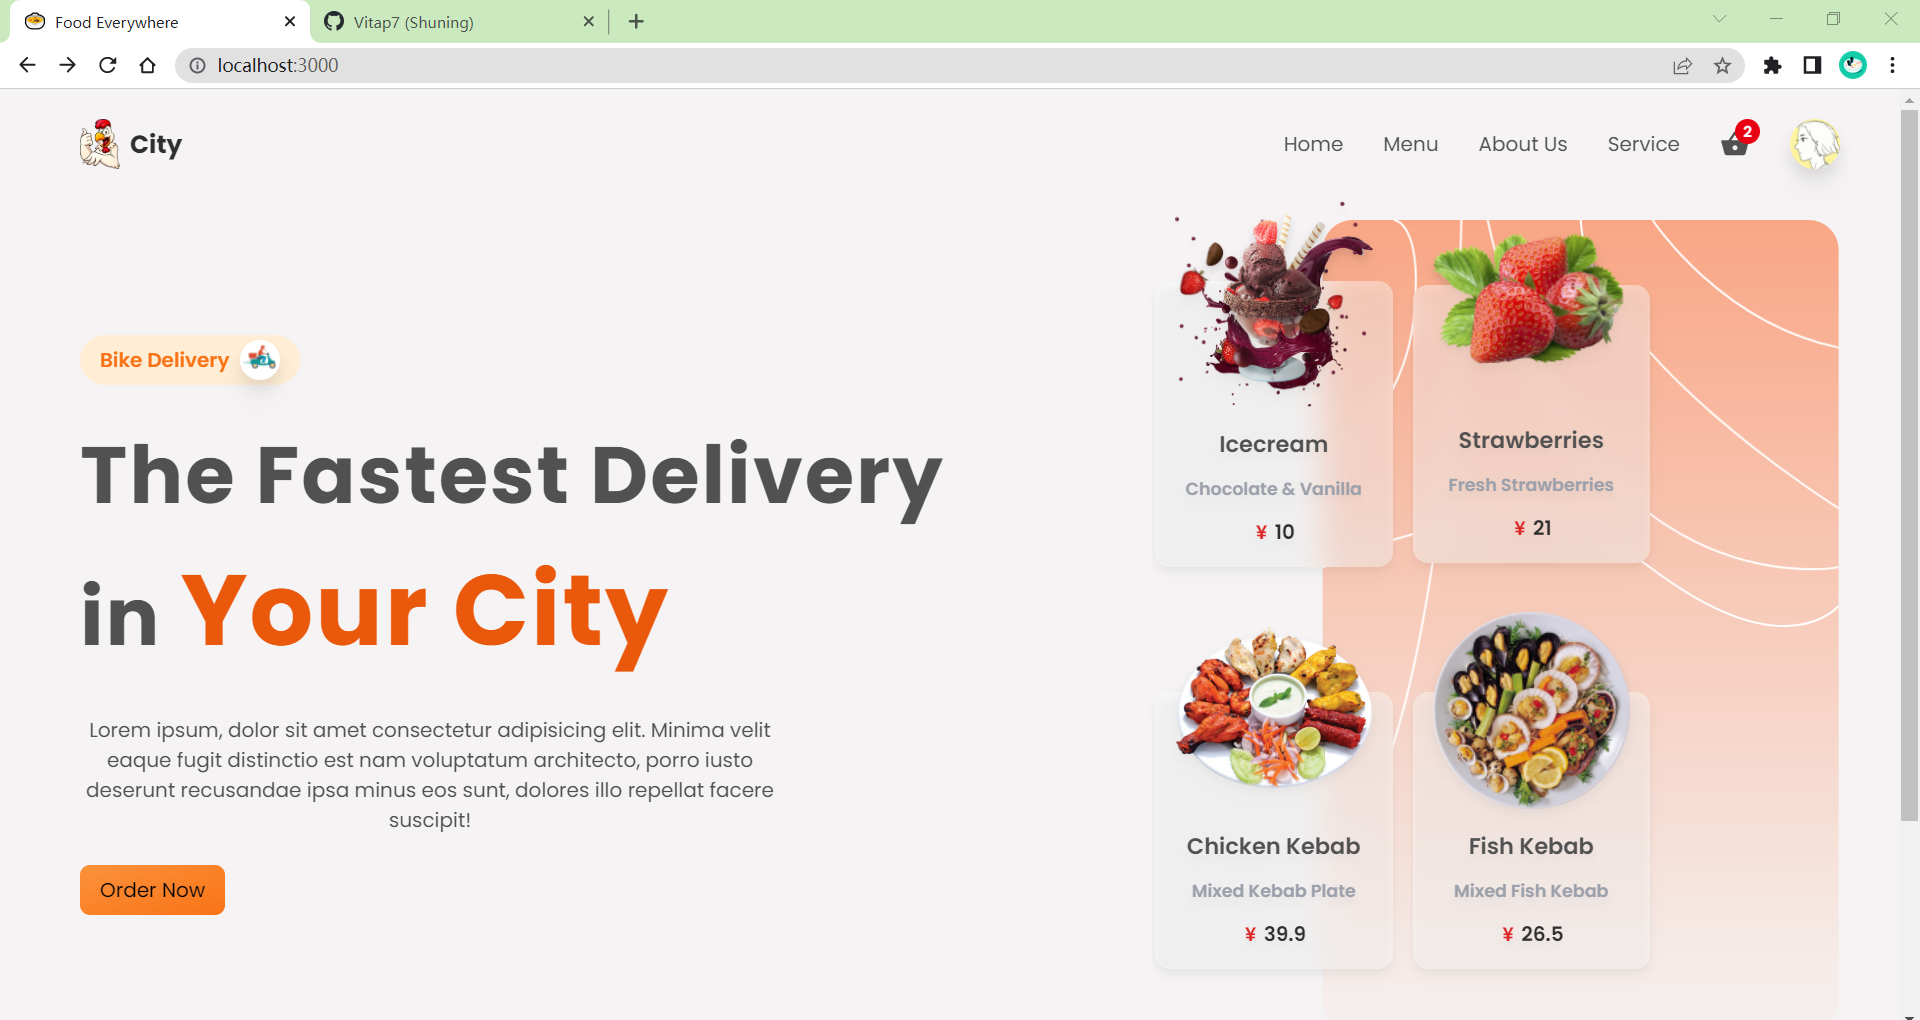 Food Everywhere
Vitap7 (Shuning)
localhost:3000
City
Home
Menu
About Us
Service
2
Bike Delivery
The Fastest Delivery
in Your City
Lorem ipsum, dolor sit amet consectetur adipisicing elit. Minima velit
eaque fugit distinctio est nam voluptatum architecto, porro iusto
deserunt recusandae ipsa minus eos sunt, dolores illo repellat facere
suscipit!
Order Now
Icecream
Chocolate & Vanilla
¥ 10
Strawberries
Fresh Strawberries
¥ 21
Chicken Kebab
Mixed Kebab Plate
¥ 39.9
Fish Kebab
Mixed Fish Kebab
¥ 26.5